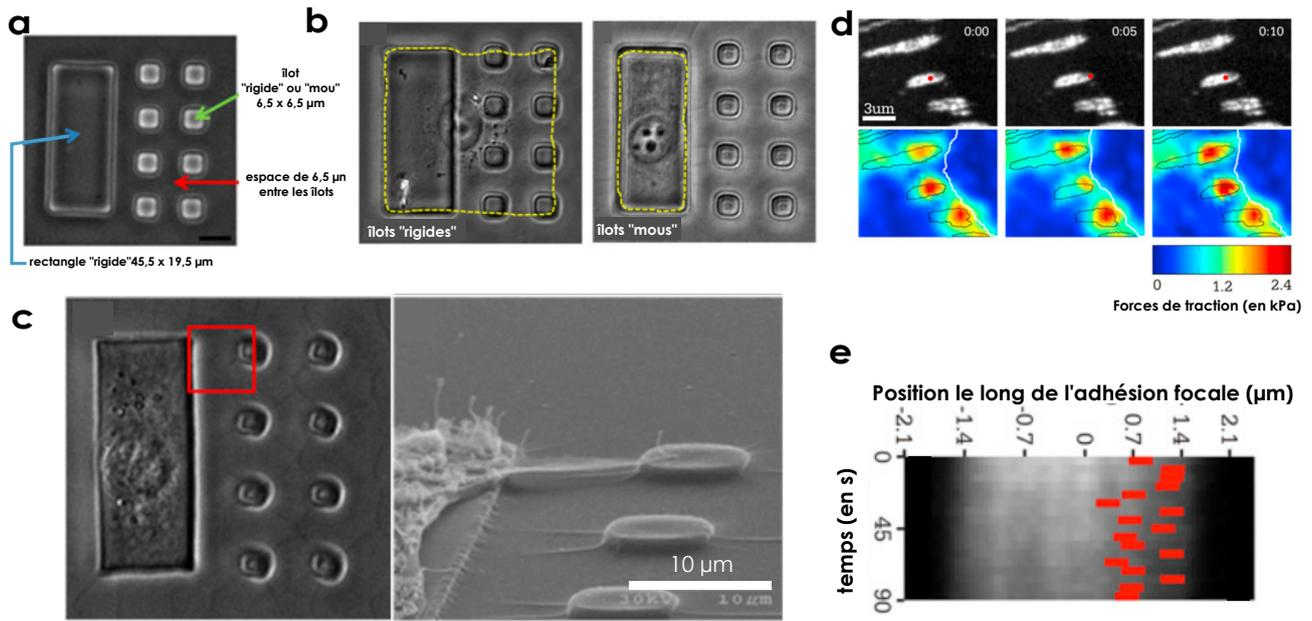 a
îlot
"rigide" ou "mou"
6,5 x 6,5 µm
espace de 6,5 µn
entre les îlots
rectangle "rigide"45,5 x 19,5 µm
b
îlots "rigides"
îlots "mous"
c
10 µm
30kV 10µm
d
0:00
0:05
0:10
3um
0 1.2 2.4
Forces de traction (en kPa)
e
Position le long de l'adhésion focale (µm)
-2.1 -1.4 -0.7 0 0.7 1.4 2.1
temps (en s)
0
45
90